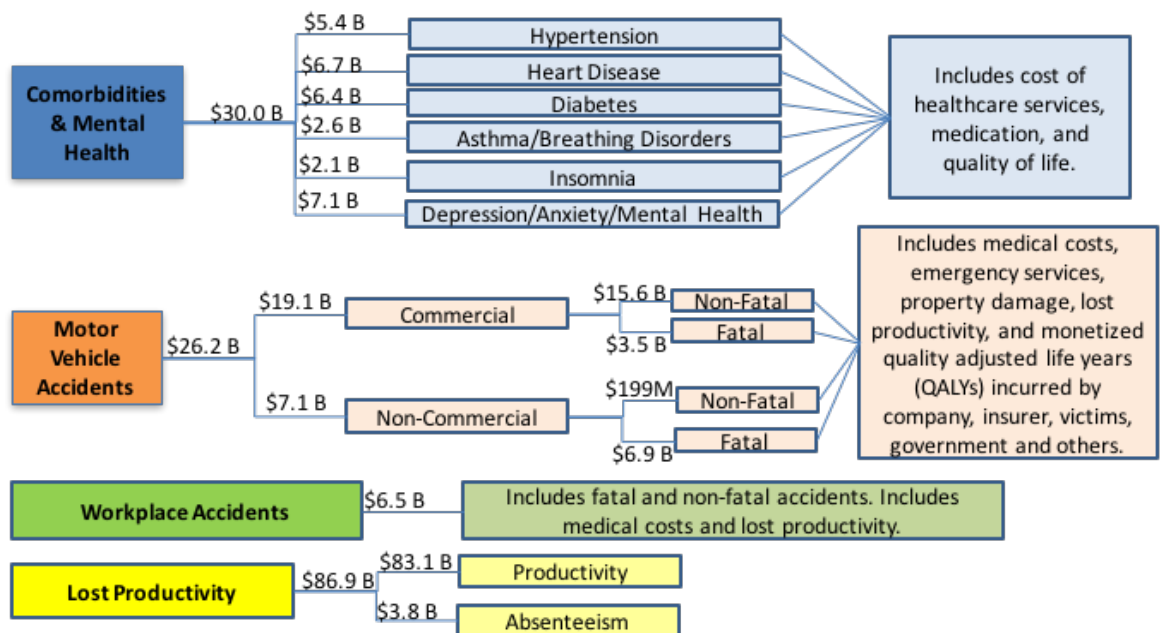 Comorbidities
& Mental
Health
$30.0 B
$5.4 B
Hypertension
$6.7 B
Heart Disease
$6.4 B
Diabetes
$2.6 B
Asthma/Breathing Disorders
$2.1 B
Insomnia
$7.1 B
Depression/Anxiety/Mental Health
Includes cost of
healthcare services,
medication, and
quality of life.
Motor
Vehicle
Accidents
$26.2 B
$19.1 B
Commercial
$15.6 B
Non-Fatal
Fatal
$3.5 B
$7.1 B
Non-Commercial
$199M
Non-Fatal
Fatal
$6.9 B
Includes medical costs,
emergency services,
property damage, lost
productivity, and monetized
quality adjusted life years
(QALYs) incurred by
company, insurer, victims,
government and others.
Workplace Accidents
$6.5 B
Includes fatal and non-fatal accidents. Includes
medical costs and lost productivity.
Lost Productivity
$86.9 B
$83.1 B
Productivity
$3.8 B
Absenteeism